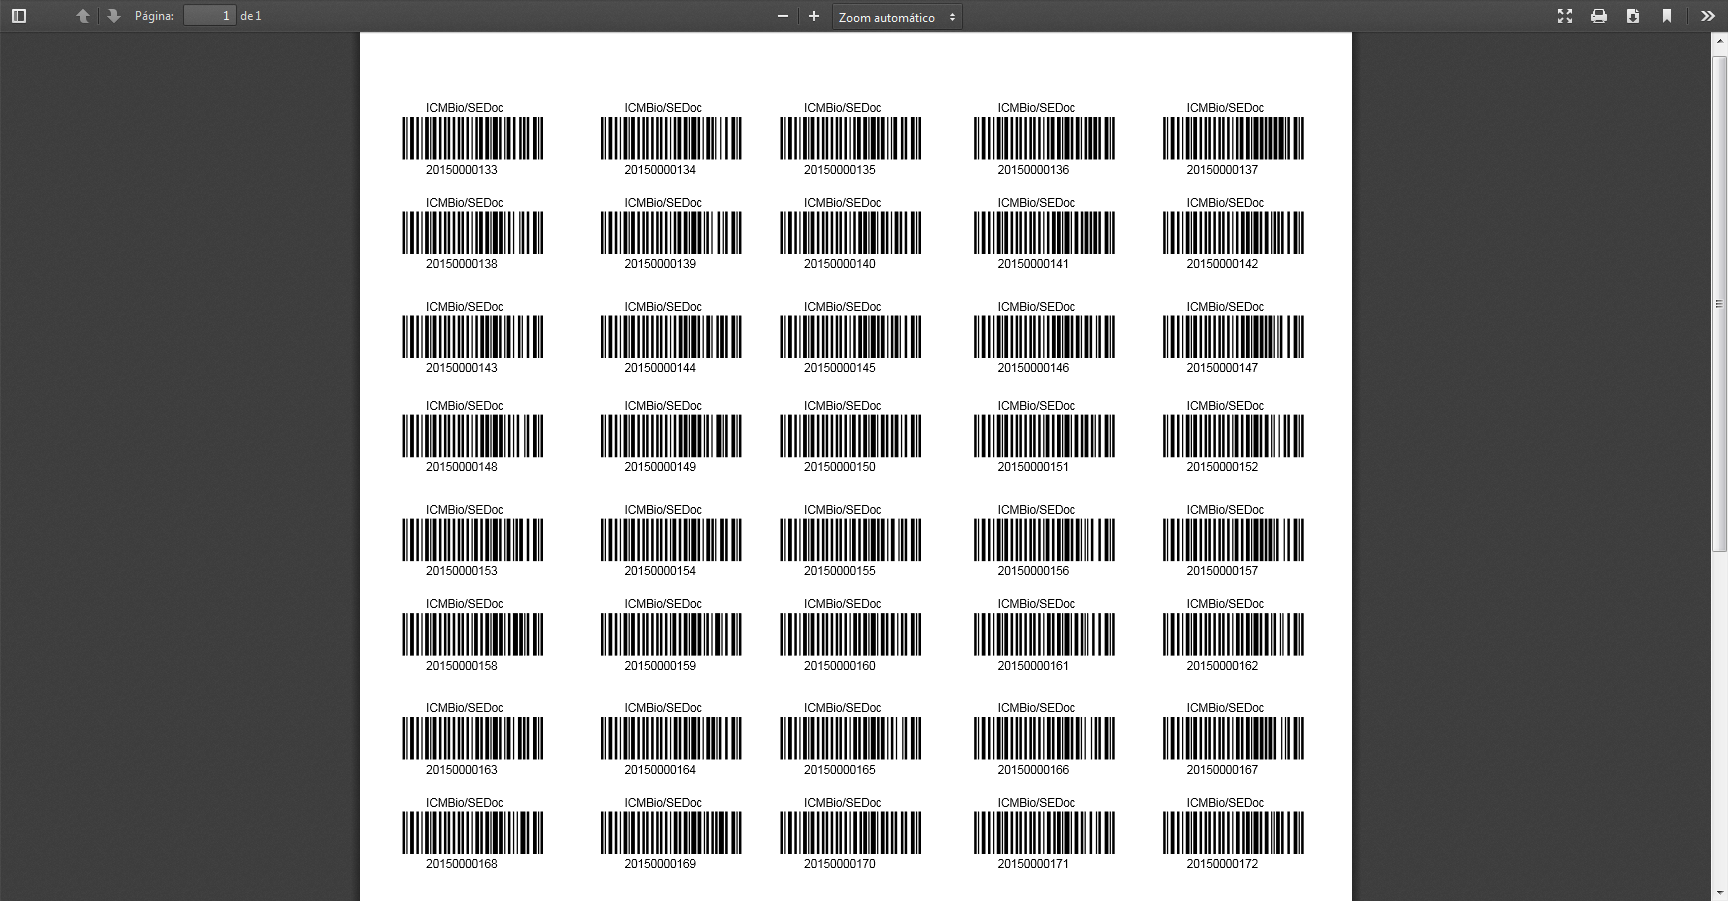 Página: 1 de 1 Zoom automático
ICMBio/SEDoc ICMBio/SEDoc ICMBio/SEDoc ICMBio/SEDoc ICMBio/SEDoc
20150000133 20150000134 20150000135 20150000136 20150000137
ICMBio/SEDoc ICMBio/SEDoc ICMBio/SEDoc ICMBio/SEDoc ICMBio/SEDoc
20150000138 20150000139 20150000140 20150000141 20150000142
ICMBio/SEDoc ICMBio/SEDoc ICMBio/SEDoc ICMBio/SEDoc ICMBio/SEDoc
20150000143 20150000144 20150000145 20150000146 20150000147
ICMBio/SEDoc ICMBio/SEDoc ICMBio/SEDoc ICMBio/SEDoc ICMBio/SEDoc
20150000148 20150000149 20150000150 20150000151 20150000152
ICMBio/SEDoc ICMBio/SEDoc ICMBio/SEDoc ICMBio/SEDoc ICMBio/SEDoc
20150000153 20150000154 20150000155 20150000156 20150000157
ICMBio/SEDoc ICMBio/SEDoc ICMBio/SEDoc ICMBio/SEDoc ICMBio/SEDoc
20150000158 20150000159 20150000160 20150000161 20150000162
ICMBio/SEDoc ICMBio/SEDoc ICMBio/SEDoc ICMBio/SEDoc ICMBio/SEDoc
20150000163 20150000164 20150000165 20150000166 20150000167
ICMBio/SEDoc ICMBio/SEDoc ICMBio/SEDoc ICMBio/SEDoc ICMBio/SEDoc
20150000168 20150000169 20150000170 20150000171 20150000172